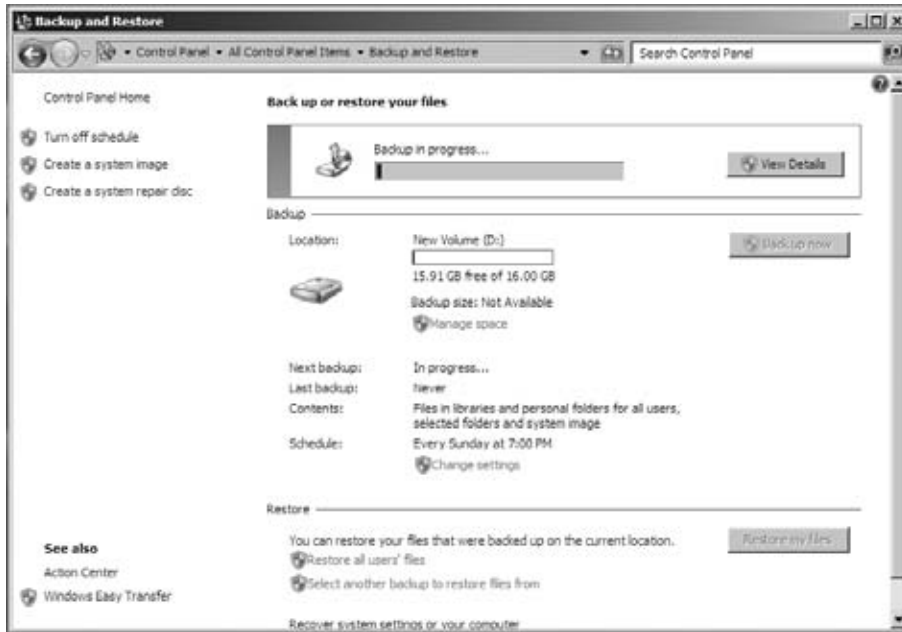 Backup and Restore
Control Panel • All Control Panel Items • Backup and Restore
Search Control Panel
Control Panel Home
Turn off schedule
Create a system image
Create a system repair disc
Back up or restore your files
Backup in progress...
View Details
Backup
Location:
New Volume (D:)
Back up now
15.91 GB free of 16.00 GB
Backup size: Not Available
Manage space
Next backup:
In progress...
Last backup:
Never
Contents:
Files in libraries and personal folders for all users,
selected folders and system image
Schedule:
Every Sunday at 7:00 PM
Change settings
Restore
You can restore your files that were backed up on the current location.
Restore my files
Restore all users' files
Select another backup to restore files from
Recover system settings or your computer
See also
Action Center
Windows Easy Transfer